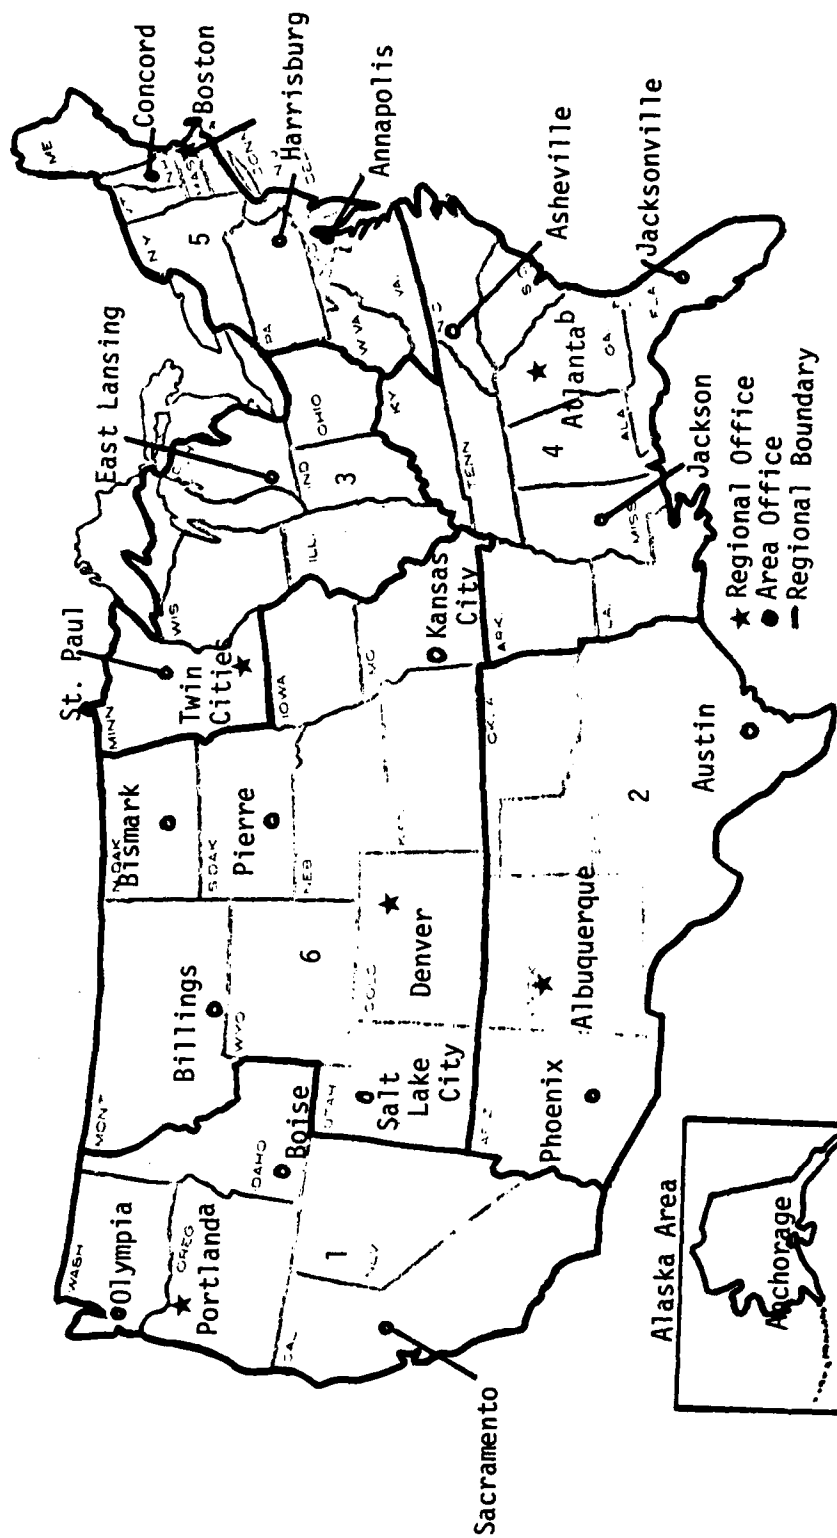 WASH
Olympia
OREG
Portland a
Sacramento
CAL
1
IDAHO
Boise
MONT
Billings
UTAH
Salt
Lake
City
ARIZ
Phoenix
WYO
6
COLO
Denver
Albuquerque
N DAK
Bismark
S DAK
Pierre
NEB
OKLA
2
Austin
St. Paul
MINN
Twin
Cities
IOWA
MO
Kansas
City
ARK.
LA.
WIS
ILL.
East Lansing
IND
OHIO
3
KY
TENN
MISS
ALA
GA
FLA
4
Atlanta b
Jackson
Jacksonville
Asheville
ME
Concord
Boston
NY
5
PA
Harrisburg
Annapolis
W VA
VA.
Alaska Area
Anchorage
★ Regional Office
● Area Office
— Regional Boundary